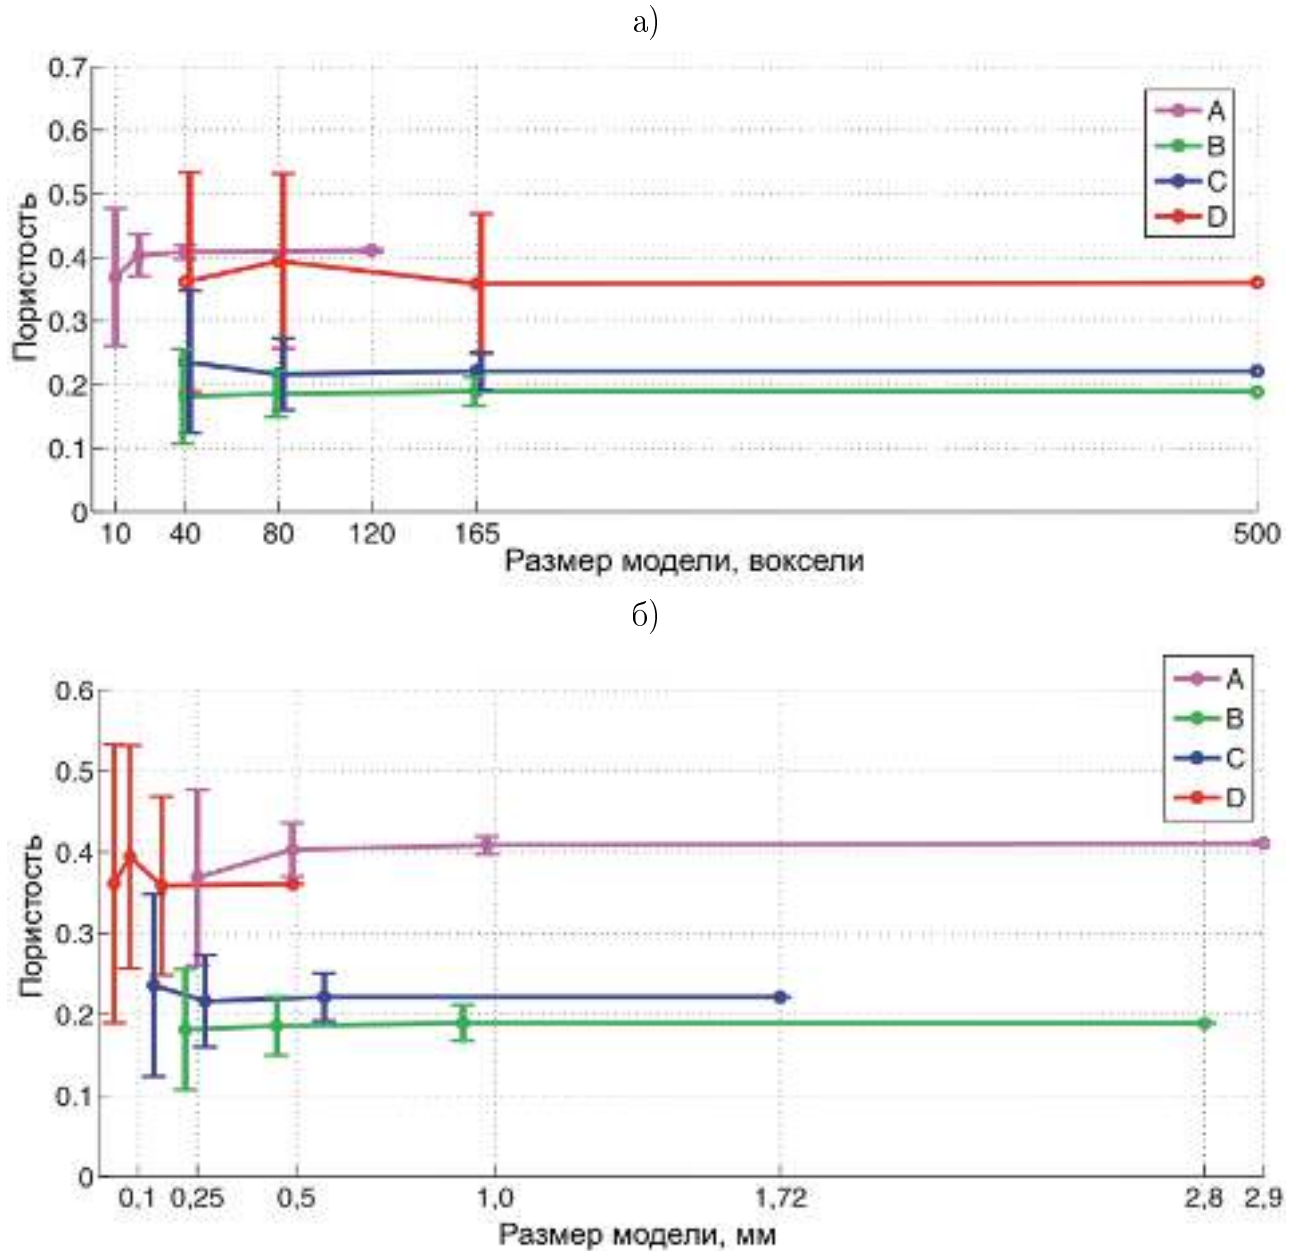 а)
0.7
0.6
0.5
0.4
0.3
0.2
0.1
0
Пористость
A
B
C
D
10 40 80 120 165 500
Размер модели, воксели
б)
0.6
0.5
0.4
0.3
0.2
0.1
0
Пористость
A
B
C
D
0,1 0,25 0,5 1,0 1,72 2,8 2,9
Размер модели, мм